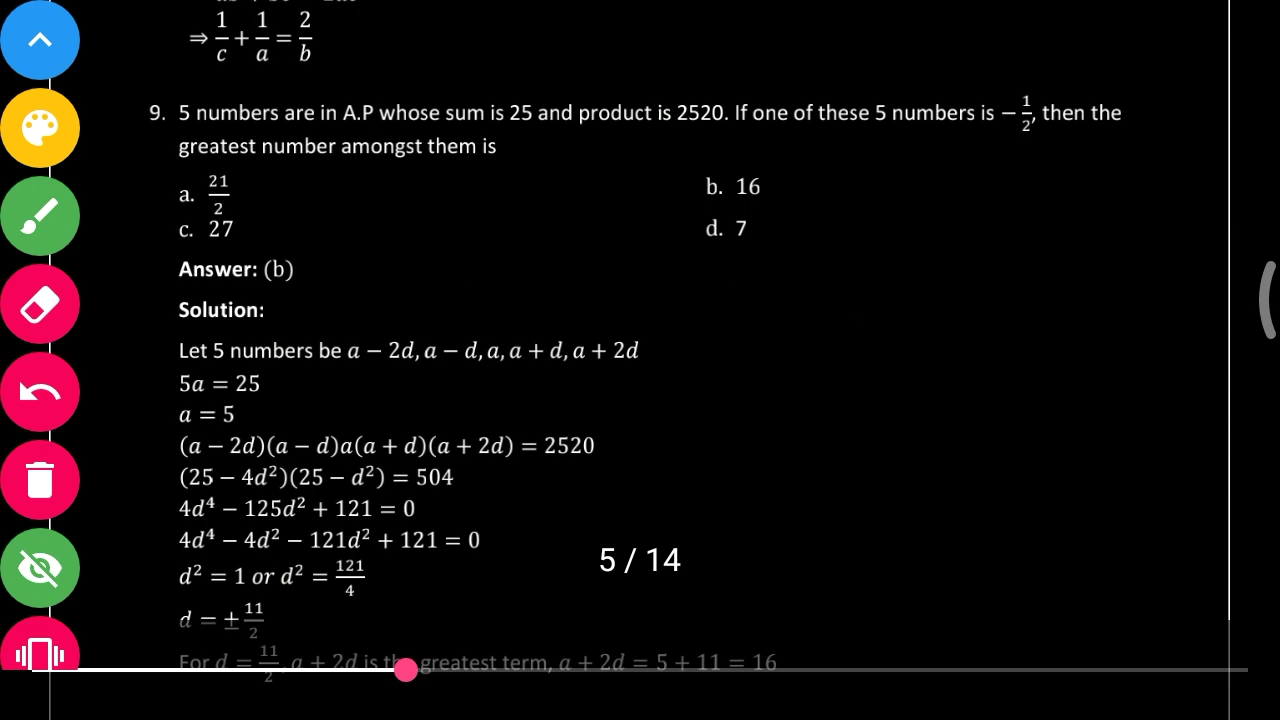 ⇒ 1/c + 1/a = 2/b
9. 5 numbers are in A.P whose sum is 25 and product is 2520. If one of these 5 numbers is − 1/2, then the
greatest number amongst them is
a. 21/2
b. 16
c. 27
d. 7
Answer: (b)
Solution:
Let 5 numbers be a − 2d, a − d, a, a + d, a + 2d
5a = 25
a = 5
(a − 2d)(a − d)a(a + d)(a + 2d) = 2520
(25 − 4d²)(25 − d²) = 504
4d⁴ − 125d² + 121 = 0
4d⁴ − 4d² − 121d² + 121 = 0
5 / 14
d² = 1 or d² = 121/4
d = ± 11/2
For d = 11/2, a + 2d is the greatest term, a + 2d = 5 + 11 = 16